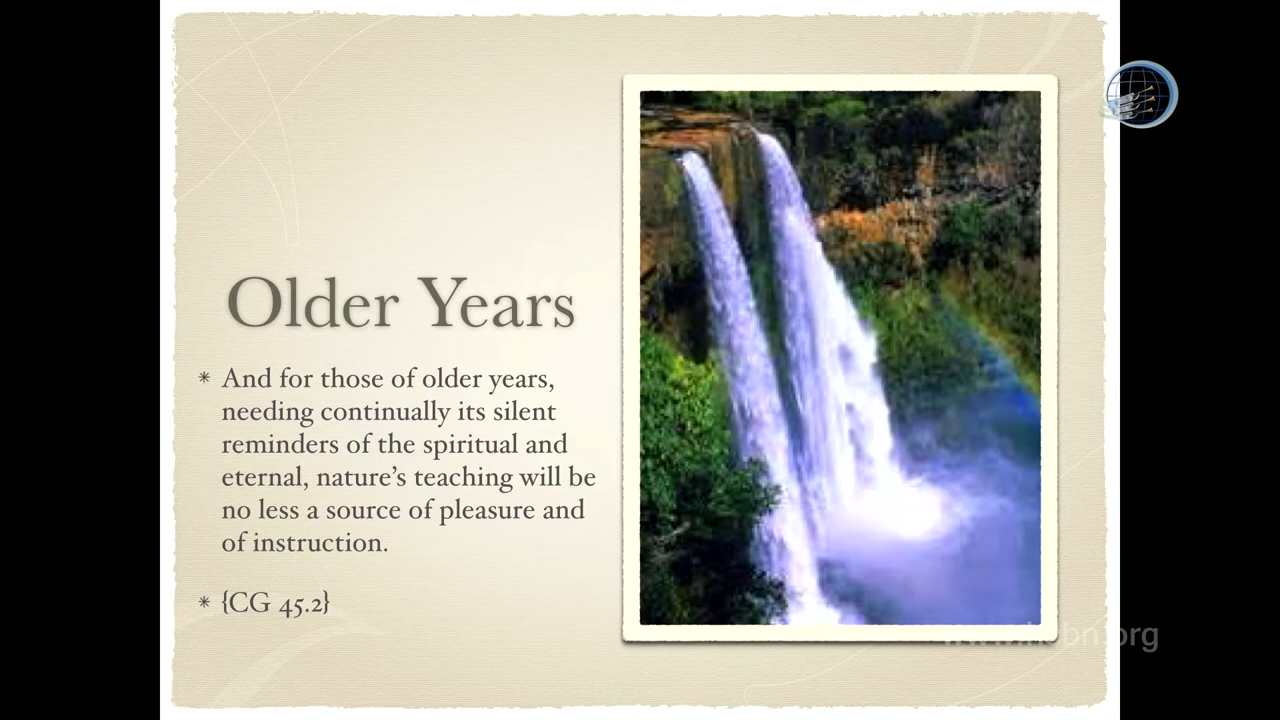 Older Years
* And for those of older years,
needing continually its silent
reminders of the spiritual and
eternal, nature's teaching will be
no less a source of pleasure and
of instruction.
* {CG 45.2}